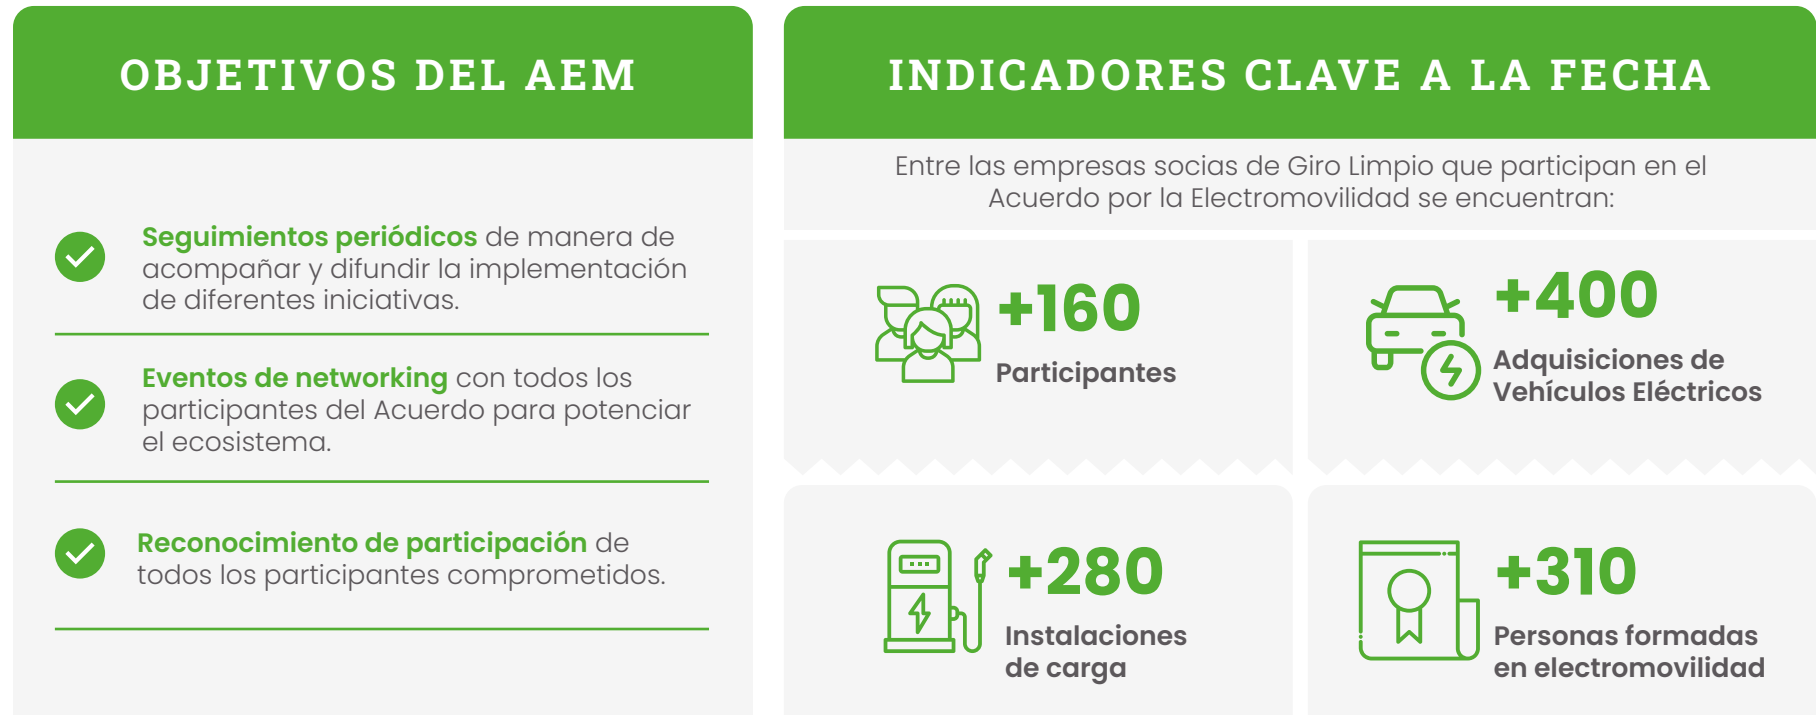 OBJETIVOS DEL AEM
Seguimientos periódicos de manera de
acompañar y difundir la implementación
de diferentes iniciativas.
Eventos de networking con todos los
participantes del Acuerdo para potenciar
el ecosistema.
Reconocimiento de participación de
todos los participantes comprometidos.
INDICADORES CLAVE A LA FECHA
Entre las empresas socias de Giro Limpio que participan en el
Acuerdo por la Electromovilidad se encuentran:
+160
Participantes
+400
Adquisiciones de
Vehículos Eléctricos
+280
Instalaciones
de carga
+310
Personas formadas
en electromovilidad